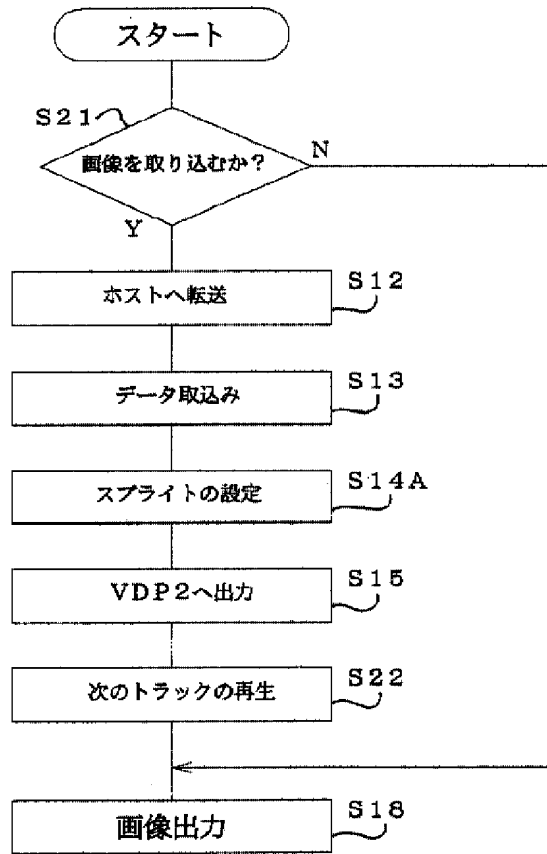 スタート
S21
画像を取り込むか?
N
Y
ホストへ転送
S12
データ取込み
S13
スプライトの設定
S14A
VDP2へ出力
S15
次のトラックの再生
S22
画像出力
S18